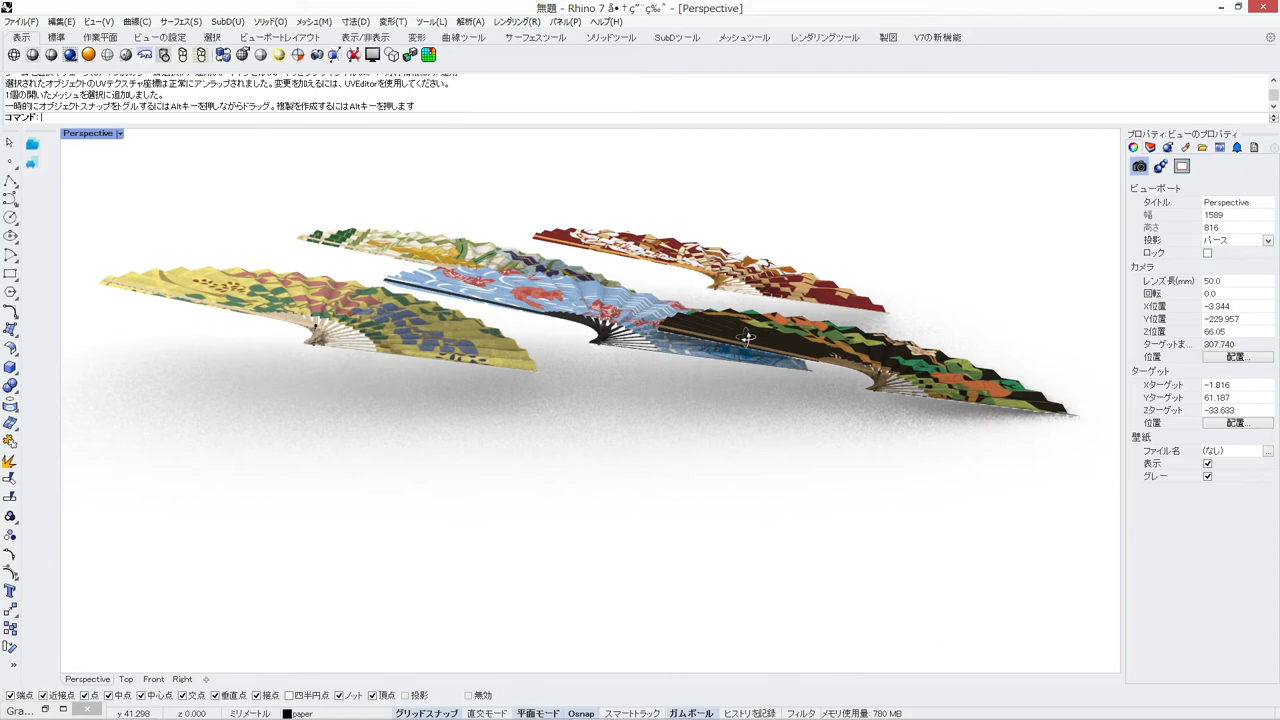 無題 - Rhino 7 å•†ç”¨ç‰ˆ - [Perspective]
ファイル(F) 編集(E) ビュー(V) 曲線(C) サーフェス(S) SubD(U) ソリッド(O) メッシュ(M) 寸法(D) 変形(T) ツール(L) 解析(A) レンダリング(R) パネル(P) ヘルプ(H)
表示 標準 作業平面 ビューの設定 選択 ビューポートレイアウト 表示/非表示 変形 曲線ツール サーフェスツール ソリッドツール SubDツール メッシュツール レンダリングツール 製図 V7の新機能
選択されたオブジェクトのUVテクスチャ座標は正常にアンラップされました。変更を加えるには、UVEditorを使用してください。
1個の開いたメッシュを選択に追加しました。
一時的にオブジェクトスナップをトグルするにはAltキーを押しながらドラッグ。複製を作成するにはAltキーを押します
コマンド:
Perspective
プロパティ: ビューのプロパティ
ビューポート
タイトル Perspective
幅 1589
高さ 816
投影 パース
ロック
カメラ
レンズ長(mm) 50.0
回転 0.0
X位置 -3.344
Y位置 -229.957
Z位置 66.05
ターゲットま... 307.740
位置 配置...
ターゲット
Xターゲット -1.816
Yターゲット 61.187
Zターゲット -33.633
位置 配置...
壁紙
ファイル名 (なし) ...
表示
グレー
Perspective Top Front Right
端点 近接点 点 中点 中心点 交点 垂直点 接点 四半円点 ノット 頂点 投影 無効
Gra... y 41.298 z 0.000 ミリメートル paper グリッドスナップ 直交モード 平面モード Osnap スマートトラック ガムボール ヒストリを記録 フィルタ メモリ使用量: 780 MB